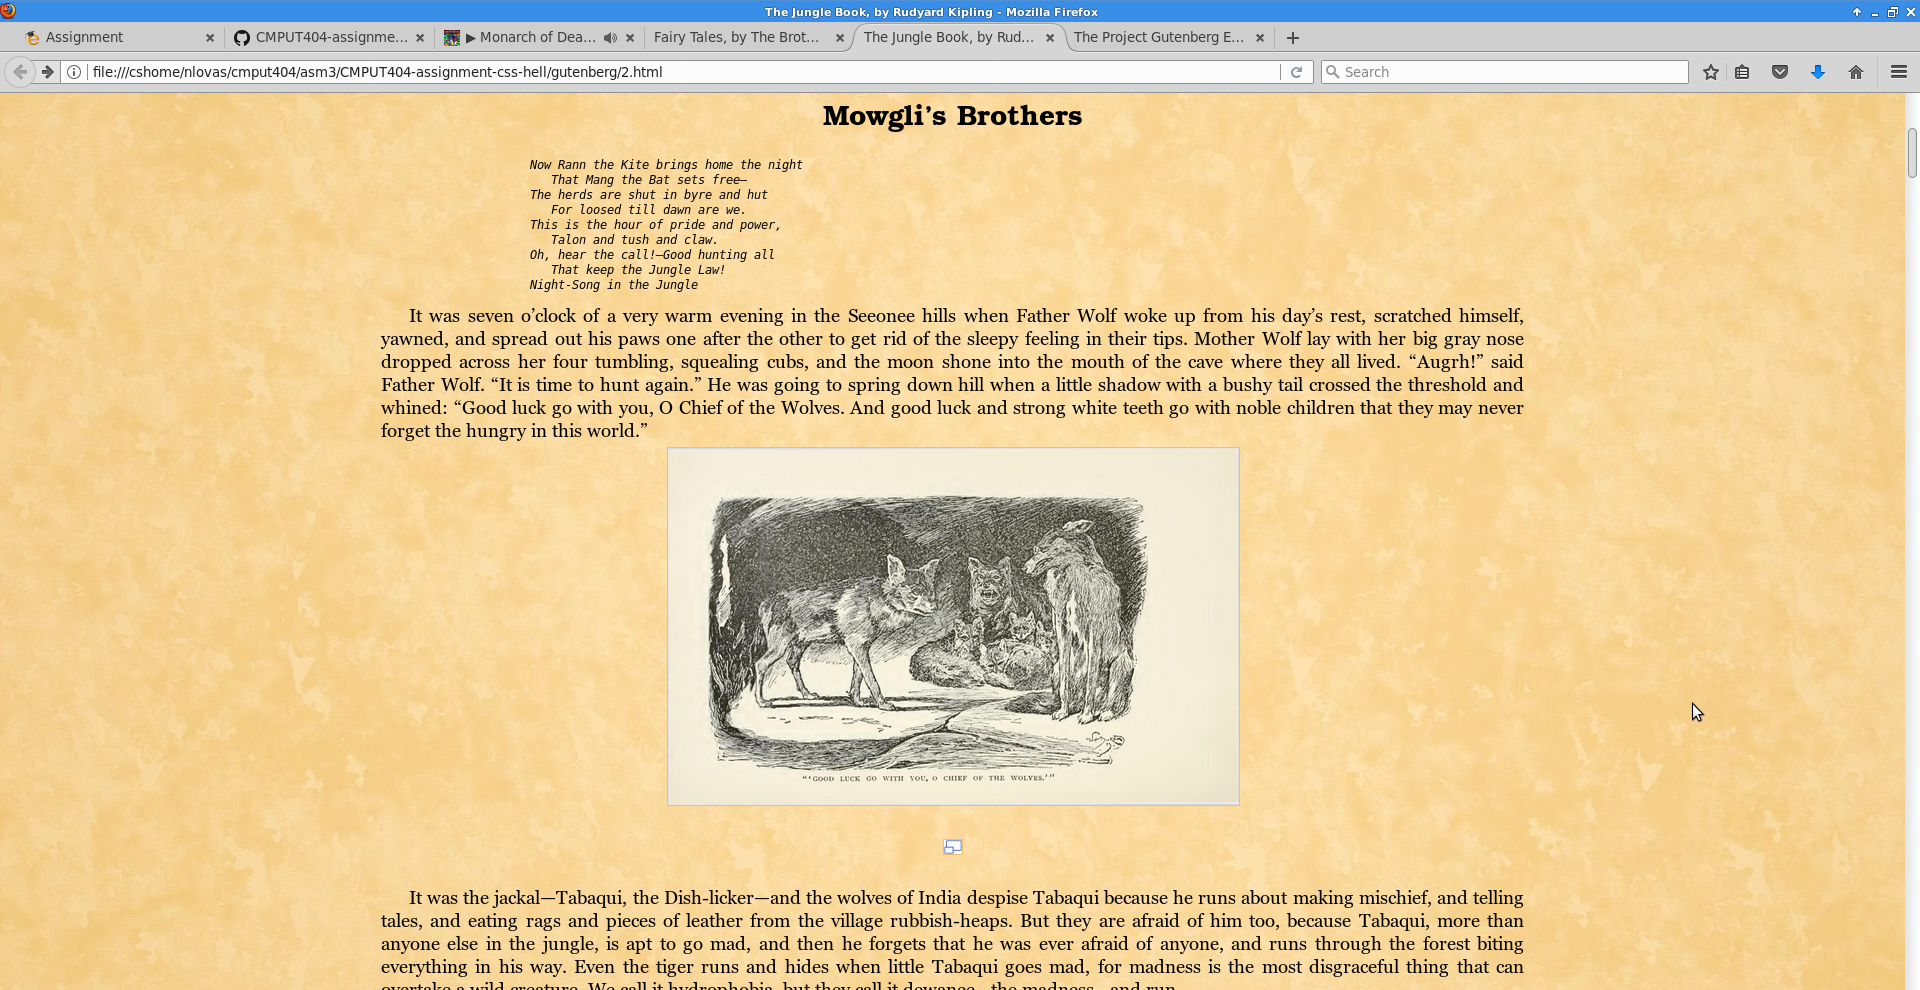 The Jungle Book, by Rudyard Kipling - Mozilla Firefox
Assignment
CMPUT404-assignme...
▶ Monarch of Dea...
Fairy Tales, by The Brot...
The Jungle Book, by Rud...
The Project Gutenberg E...
file:///cshome/nlovas/cmput404/asm3/CMPUT404-assignment-css-hell/gutenberg/2.html
Search
Mowgli’s Brothers
Now Rann the Kite brings home the night
That Mang the Bat sets free—
The herds are shut in byre and hut
For loosed till dawn are we.
This is the hour of pride and power,
Talon and tush and claw.
Oh, hear the call!—Good hunting all
That keep the Jungle Law!
Night-Song in the Jungle
It was seven o’clock of a very warm evening in the Seeonee hills when Father Wolf woke up from his day’s rest, scratched himself,
yawned, and spread out his paws one after the other to get rid of the sleepy feeling in their tips. Mother Wolf lay with her big gray nose
dropped across her four tumbling, squealing cubs, and the moon shone into the mouth of the cave where they all lived. “Augrh!” said
Father Wolf. “It is time to hunt again.” He was going to spring down hill when a little shadow with a bushy tail crossed the threshold and
whined: “Good luck go with you, O Chief of the Wolves. And good luck and strong white teeth go with noble children that they may never
forget the hungry in this world.”
“‘GOOD LUCK GO WITH YOU, O CHIEF OF THE WOLVES.’”
It was the jackal—Tabaqui, the Dish-licker—and the wolves of India despise Tabaqui because he runs about making mischief, and telling
tales, and eating rags and pieces of leather from the village rubbish-heaps. But they are afraid of him too, because Tabaqui, more than
anyone else in the jungle, is apt to go mad, and then he forgets that he was ever afraid of anyone, and runs through the forest biting
everything in his way. Even the tiger runs and hides when little Tabaqui goes mad, for madness is the most disgraceful thing that can
overtake a wild creature. We call it hydrophobia, but they call it dewanee—the madness—and run.